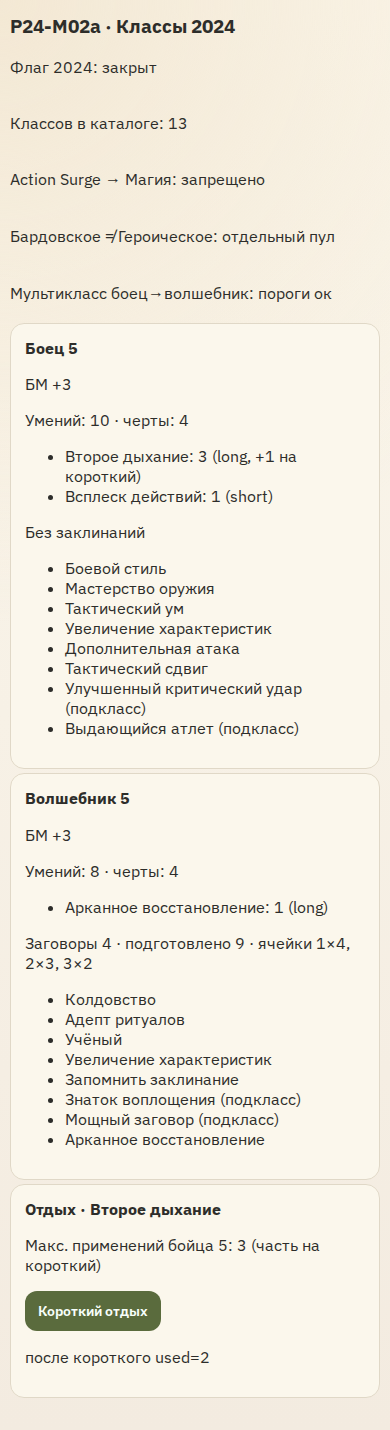 P24-M02a · Классы 2024
Флаг 2024: закрыт
Классов в каталоге: 13
Action Surge → Магия: запрещено
Бардовское ≠ Героическое: отдельный пул
Мультикласс боец→волшебник: пороги ок
Боец 5
БМ +3
Умений: 10 · черты: 4
• Второе дыхание: 3 (long, +1 на
короткий)
• Всплеск действий: 1 (short)
Без заклинаний
• Боевой стиль
• Мастерство оружия
• Тактический ум
• Увеличение характеристик
• Дополнительная атака
• Тактический сдвиг
• Улучшенный критический удар
(подкласс)
• Выдающийся атлет (подкласс)
Волшебник 5
БМ +3
Умений: 8 · черты: 4
• Арканное восстановление: 1 (long)
Заговоры 4 · подготовлено 9 · ячейки 1×4,
2×3, 3×2
• Колдовство
• Адепт ритуалов
• Учёный
• Увеличение характеристик
• Запомнить заклинание
• Знаток воплощения (подкласс)
• Мощный заговор (подкласс)
• Арканное восстановление
Отдых · Второе дыхание
Макс. применений бойца 5: 3 (часть на
короткий)
Короткий отдых
после короткого used=2